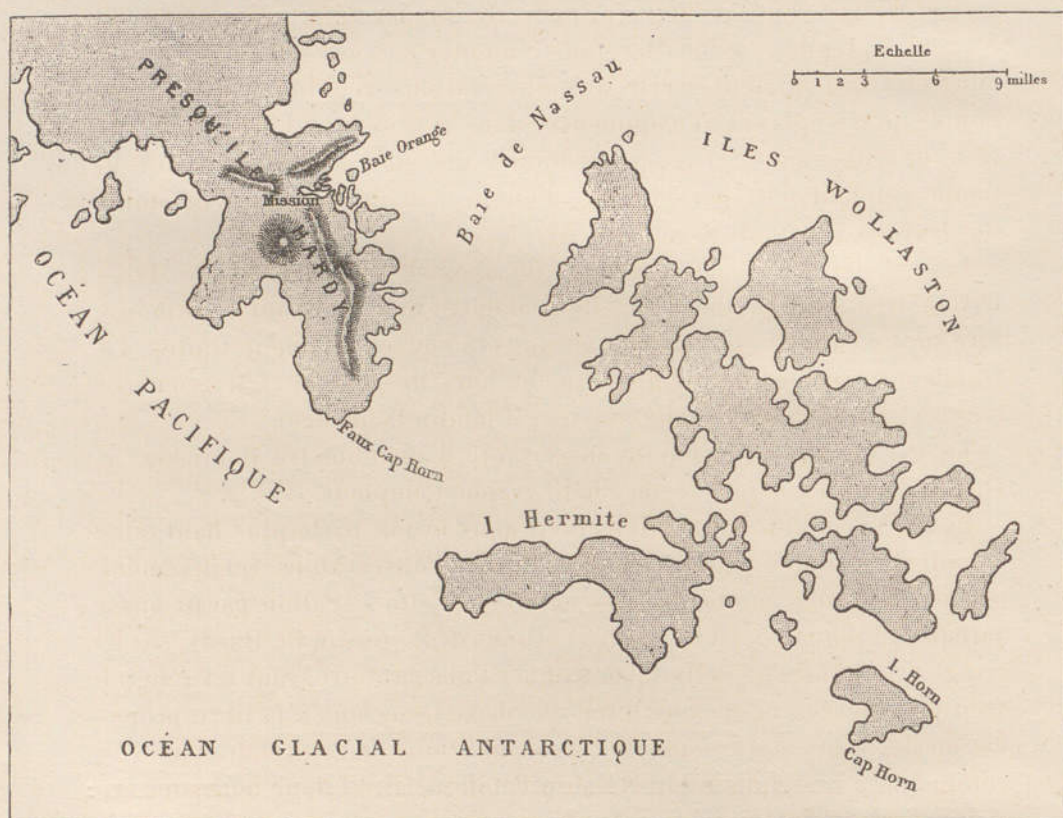 Echelle
0 1 2 3 6 9 milles
PRESQU'ILE
HARDY
Baie Orange
Mission
Baie de Nassau
ILES WOLLASTON
OCÉAN
PACIFIQUE
Faux Cap Horn
I Hermite
I. Horn
Cap Horn
OCÉAN GLACIAL ANTARCTIQUE